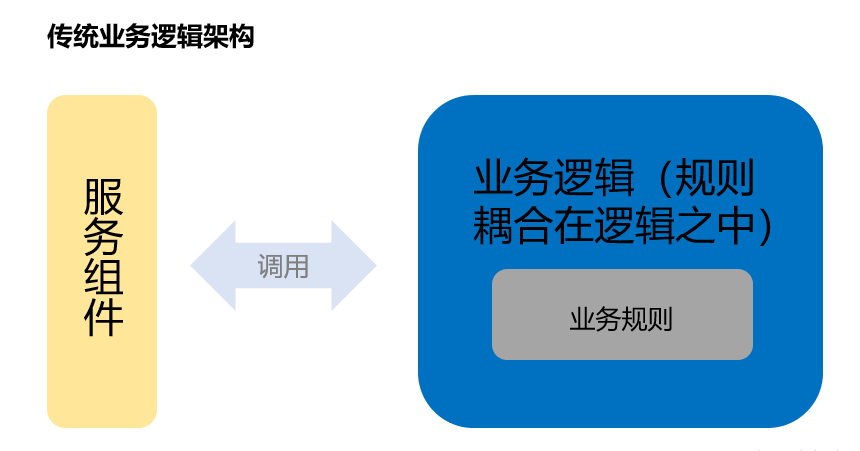 传统业务逻辑架构
服务组件
调用
业务逻辑（规则
耦合在逻辑之中）
业务规则